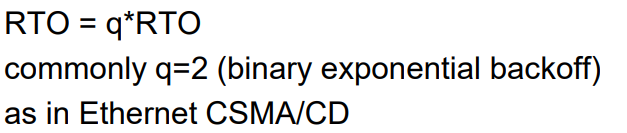 RTO = q*RTO
commonly q=2 (binary exponential backoff)
as in Ethernet CSMA/CD